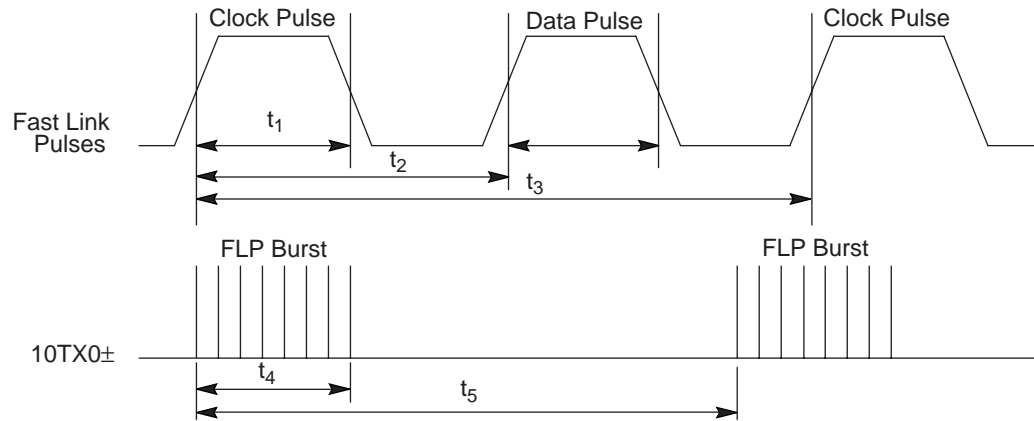 Clock Pulse
Data Pulse
Clock Pulse
Fast Link
Pulses
t1
t2
t3
FLP Burst
FLP Burst
10TX0±
t4
t5